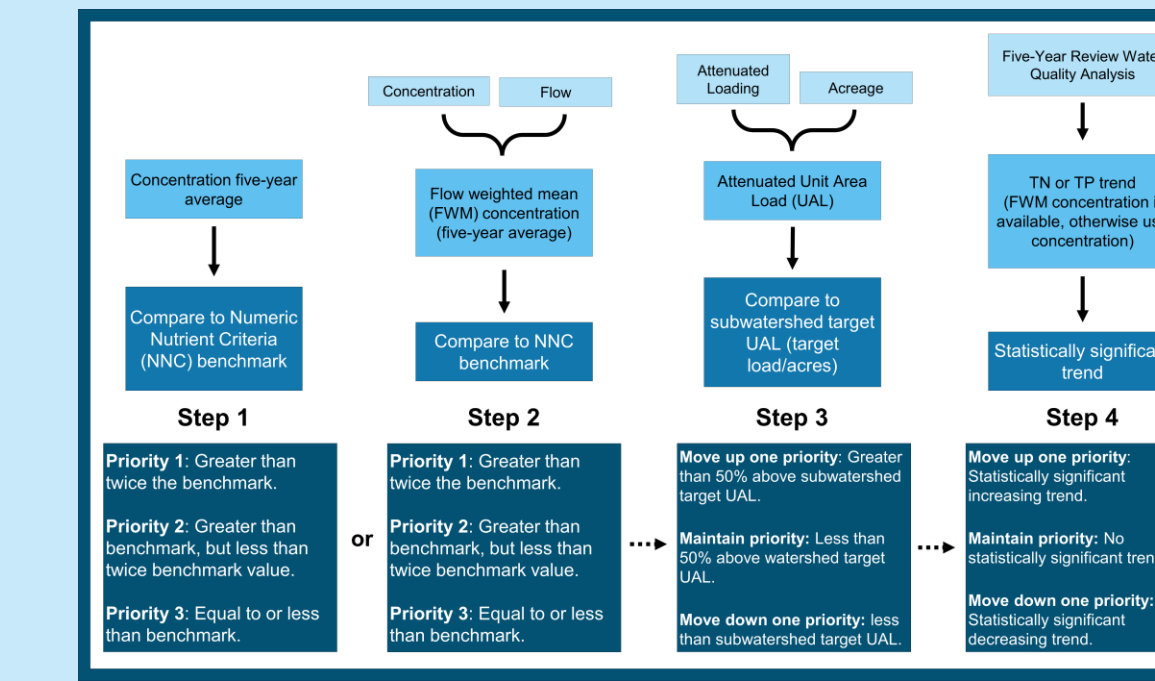 Concentration five-year
average
Compare to Numeric
Nutrient Criteria
(NNC) benchmark
Step 1
Priority 1: Greater than
twice the benchmark.
Priority 2: Greater than
benchmark, but less than
twice benchmark value.
Priority 3: Equal to or less
than benchmark.
or
Concentration
Flow
Flow weighted mean
(FWM) concentration
(five-year average)
Compare to NNC
benchmark
Step 2
Priority 1: Greater than
twice the benchmark.
Priority 2: Greater than
benchmark, but less than
twice benchmark value.
Priority 3: Equal to or less
than benchmark.
Attenuated
Loading
Acreage
Attenuated Unit Area
Load (UAL)
Compare to
subwatershed target
UAL (target
load/acres)
Step 3
Move up one priority: Greater
than 50% above subwatershed
target UAL.
Maintain priority: Less than
50% above watershed target
UAL.
Move down one priority: less
than subwatershed target UAL.
Five-Year Review
Quality Analysis
TN or TP trend
(FWM concentration
available, otherwise
concentration)
Statistically
trend
Step 4
Move up one priority:
Statistically significant
increasing trend.
Maintain priority: No
statistically significant
Move down one priority:
Statistically significant
decreasing trend.